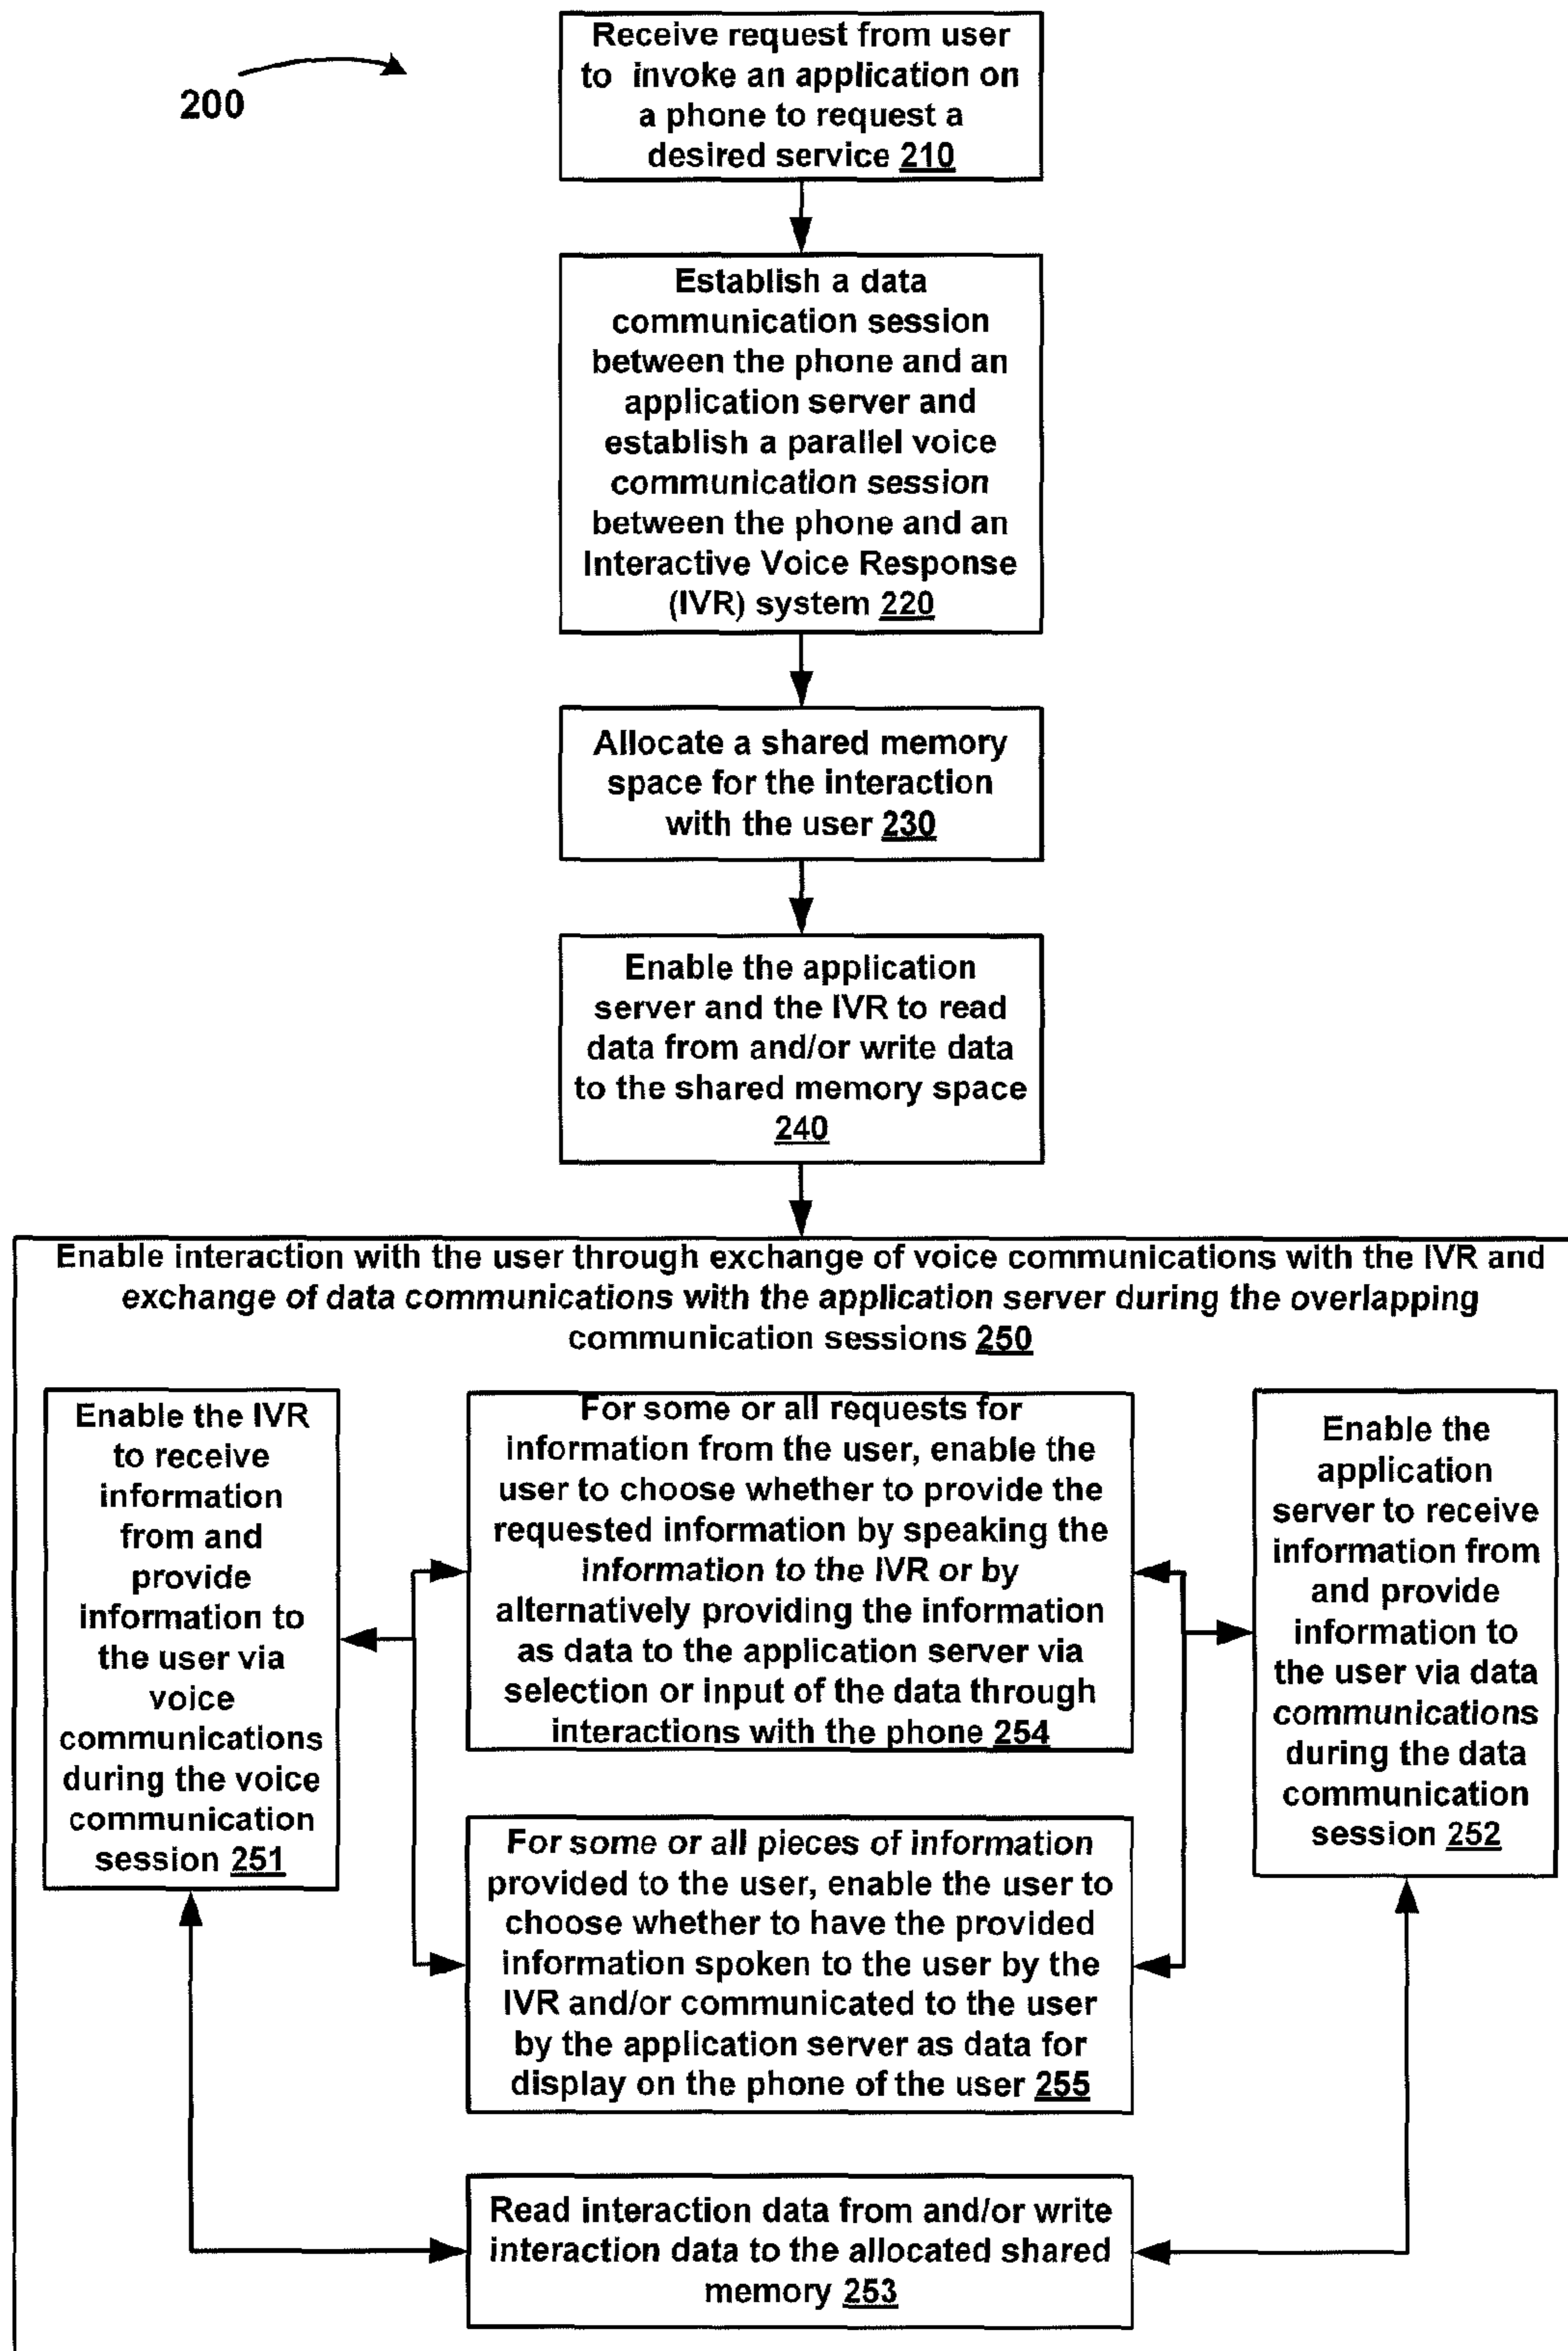 200
Receive request from user
to invoke an application on
a phone to request a
desired service 210
Establish a data
communication session
between the phone and an
application server and
establish a parallel voice
communication session
between the phone and an
Interactive Voice Response
(IVR) system 220
Allocate a shared memory
space for the interaction
with the user 230
Enable the application
server and the IVR to read
data from and/or write data
to the shared memory space
240
Enable interaction with the user through exchange of voice communications with the IVR and
exchange of data communications with the application server during the overlapping
communication sessions 250
Enable the IVR
to receive
information
from and
provide
information to
the user via
voice
communications
during the voice
communication
session 251
For some or all requests for
information from the user, enable the
user to choose whether to provide the
requested information by speaking the
information to the IVR or by
alternatively providing the information
as data to the application server via
selection or input of the data through
interactions with the phone 254
Enable the
application
server to receive
information from
and provide
information to
the user via data
communications
during the data
communication
session 252
For some or all pieces of information
provided to the user, enable the user to
choose whether to have the provided
information spoken to the user by the
IVR and/or communicated to the user
by the application server as data for
display on the phone of the user 255
Read interaction data from and/or write
interaction data to the allocated shared
memory 253